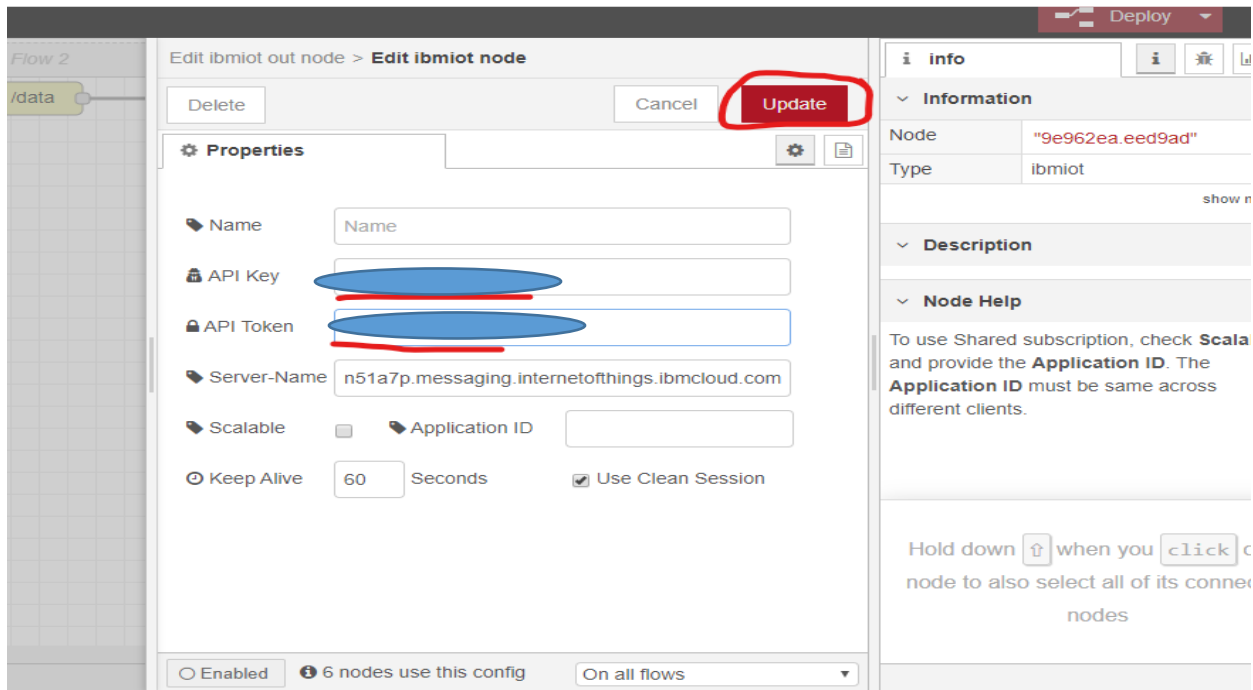 Deploy
Flow 2
/data
Edit ibmiot out node > Edit ibmiot node
Delete
Cancel
Update
Properties
Name
Name
API Key
API Token
Server-Name
n51a7p.messaging.internetofthings.ibmcloud.com
Scalable
Application ID
Keep Alive
60
Seconds
Use Clean Session
Enabled
6 nodes use this config
On all flows
i info
i
Information
Node
"9e962ea.eed9ad"
Type
ibmiot
show
Description
Node Help
To use Shared subscription, check
and provide the Application ID. The
Application ID must be same across
different clients.
Hold down ⇧ when you click
node to also select all of its
nodes